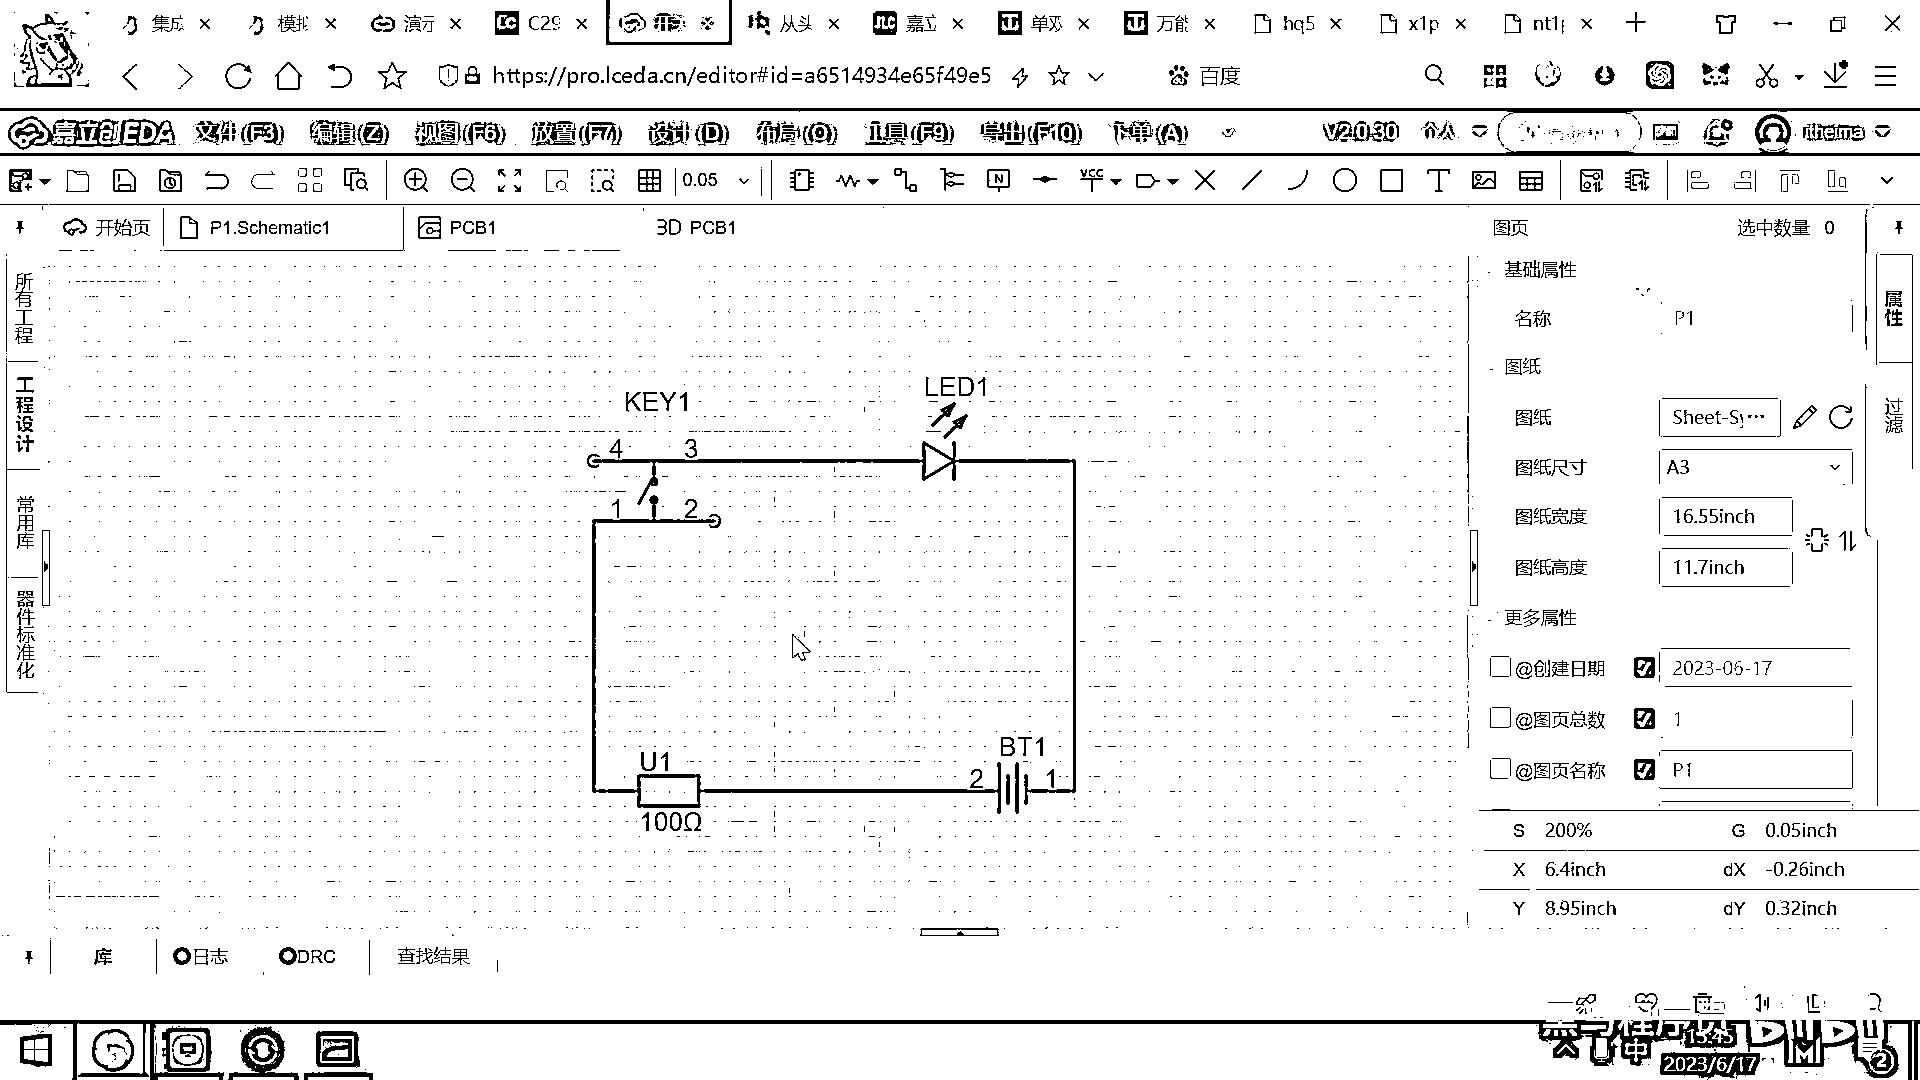 集成 模拟 演示 C29 从头 嘉立 单双 万能 hq5 x1p nt1p
https://pro.lceda.cn/editor#id=a6514934e65f49e5
百度
嘉立创EDA 文件(F3) 编辑(Z) 视图(F6) 放置(F7) 设计(D) 布局(O) 工具(F9) 导出(F10) 下单(A) V2.0.30 个人 itheima
0.05 N VCC T
开始页 P1.Schematic1 PCB1 3D PCB1 图页 选中数量 0
所有工程
工程设计
常用库
器件标准化
KEY1
4 3
1 2
LED1
U1
100Ω
BT1
2 1
基础属性
名称 P1
图纸
图纸 Sheet-Sy...
图纸尺寸 A3
图纸宽度 16.55inch
图纸高度 11.7inch
更多属性
@创建日期 2023-06-17
@图页总数 1
@图页名称 P1
属性
过滤
S 200% G 0.05inch
X 6.4inch dX -0.26inch
Y 8.95inch dY 0.32inch
库 日志 DRC 查找结果
中
15:45
2023/6/17
2